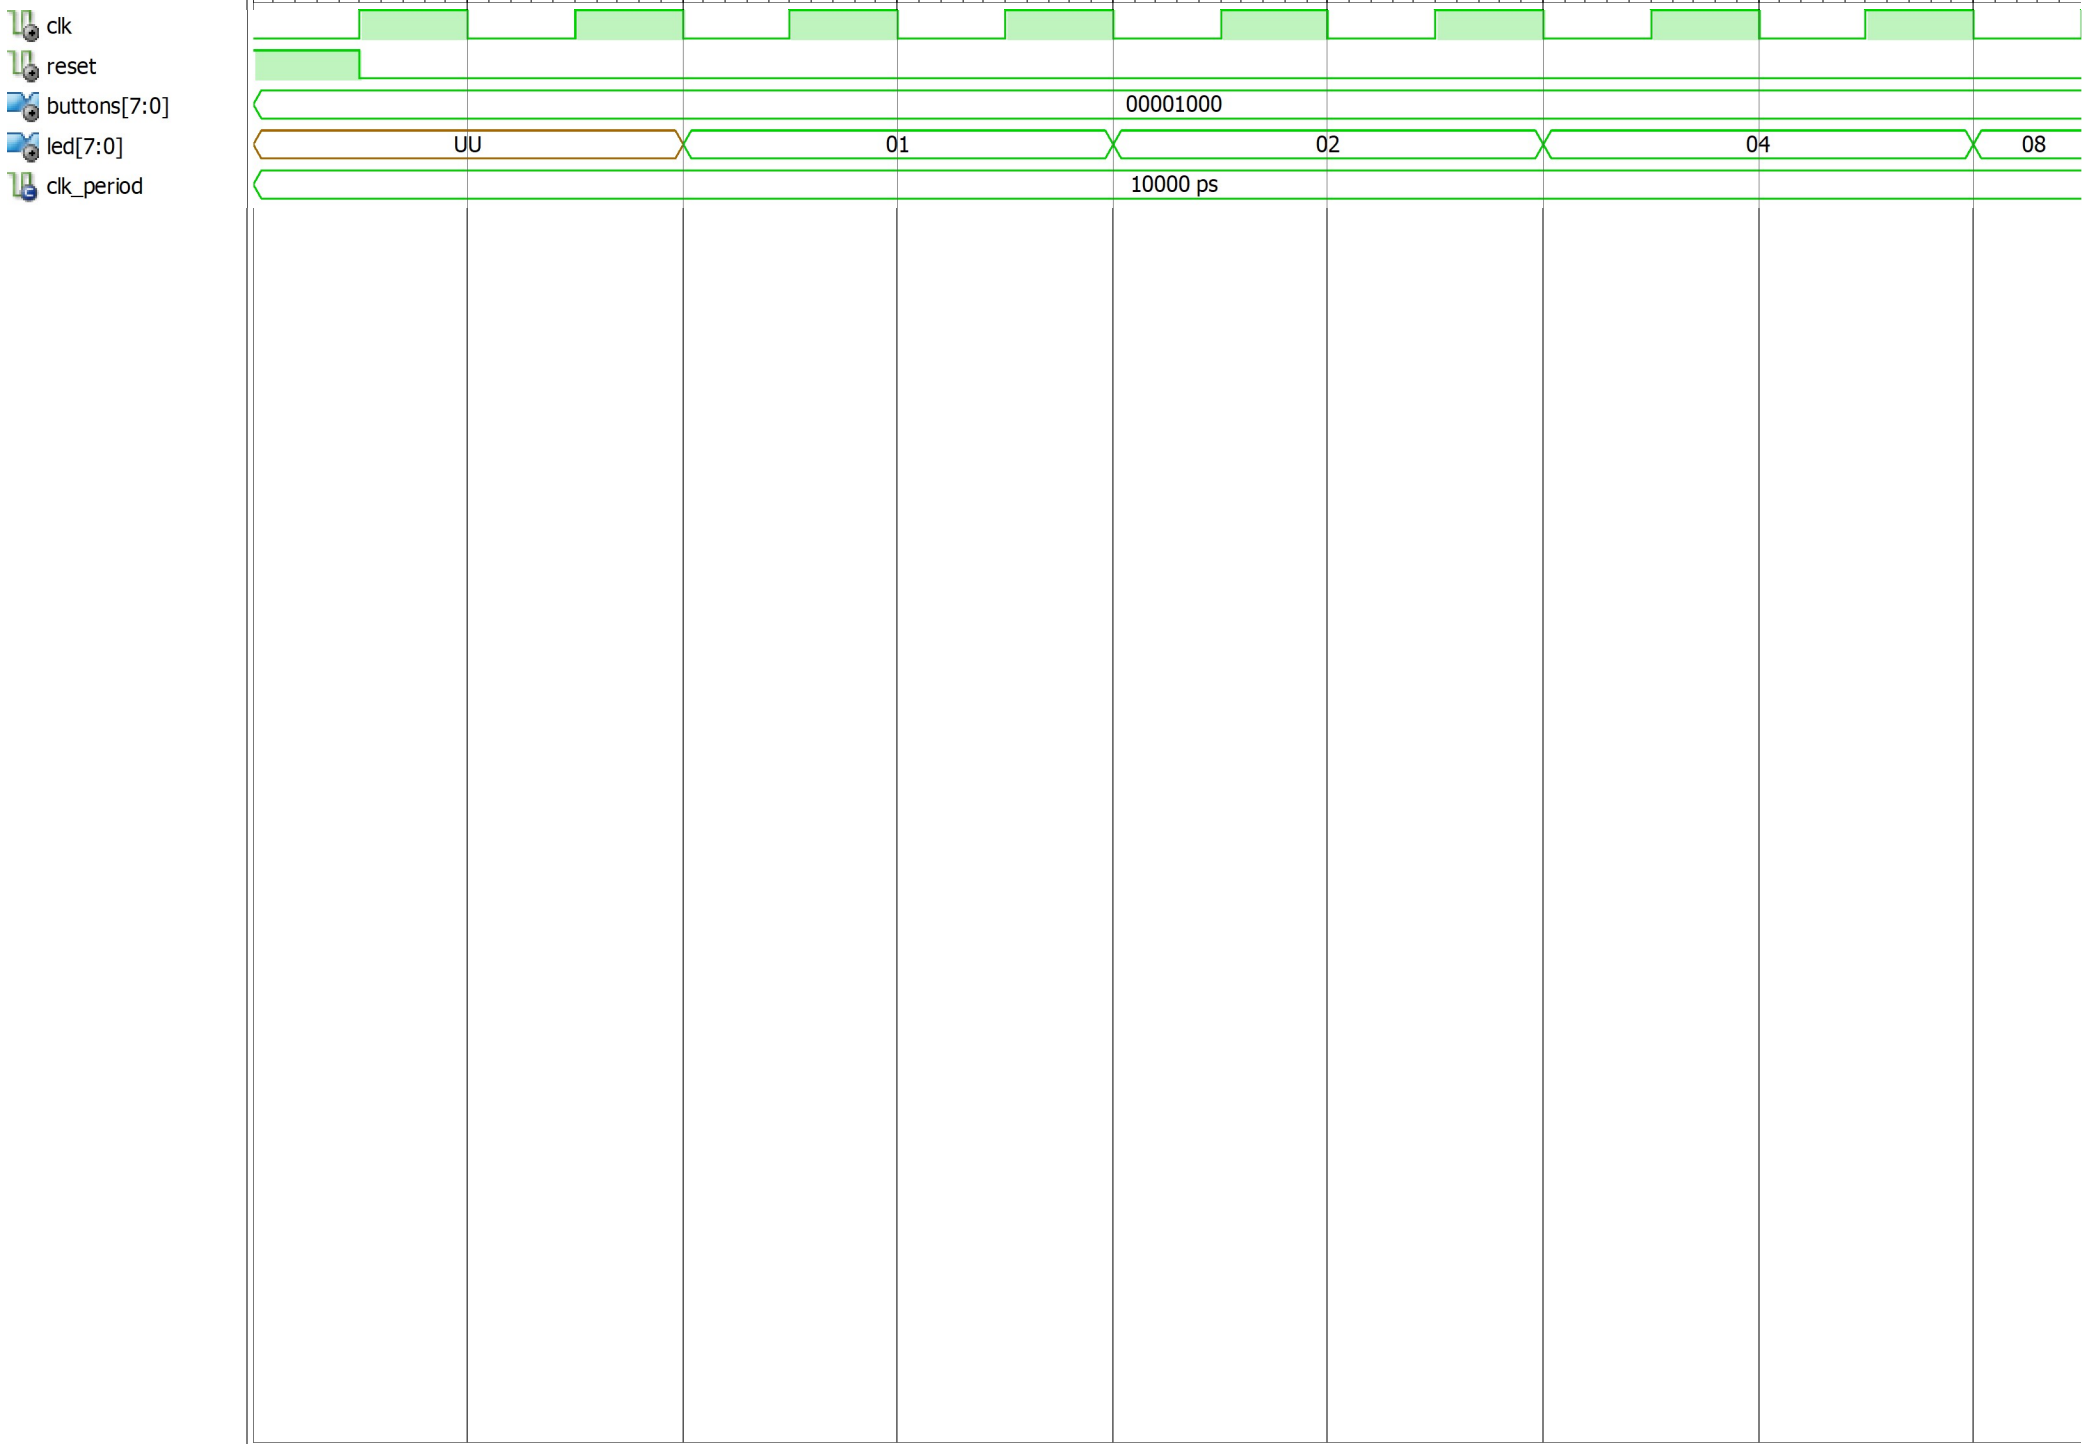 clk
reset
buttons[7:0] 00001000
led[7:0] UU 01 02 04 08
clk_period 10000 ps